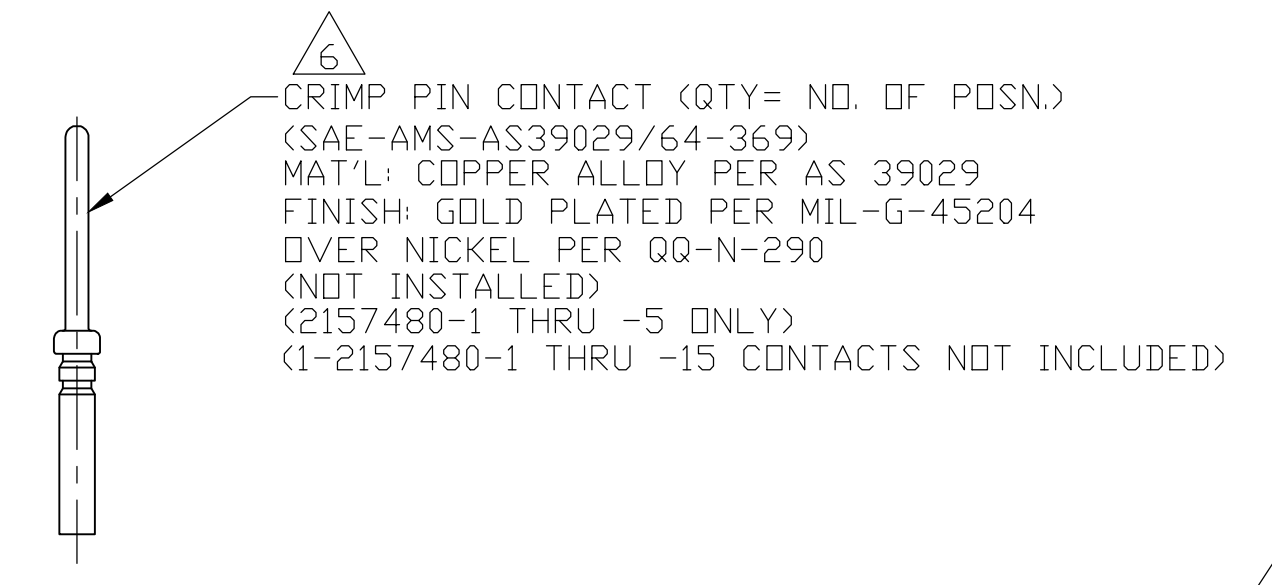 6
CRIMP PIN CONTACT (QTY= NO. OF POSN.)
(SAE-AMS-AS39029/64-369)
MAT'L: COPPER ALLOY PER AS 39029
FINISH: GOLD PLATED PER MIL-G-45204
OVER NICKEL PER QQ-N-290
(NOT INSTALLED)
(2157480-1 THRU -5 ONLY)
(1-2157480-1 THRU -15 CONTACTS NOT INCLUDED)